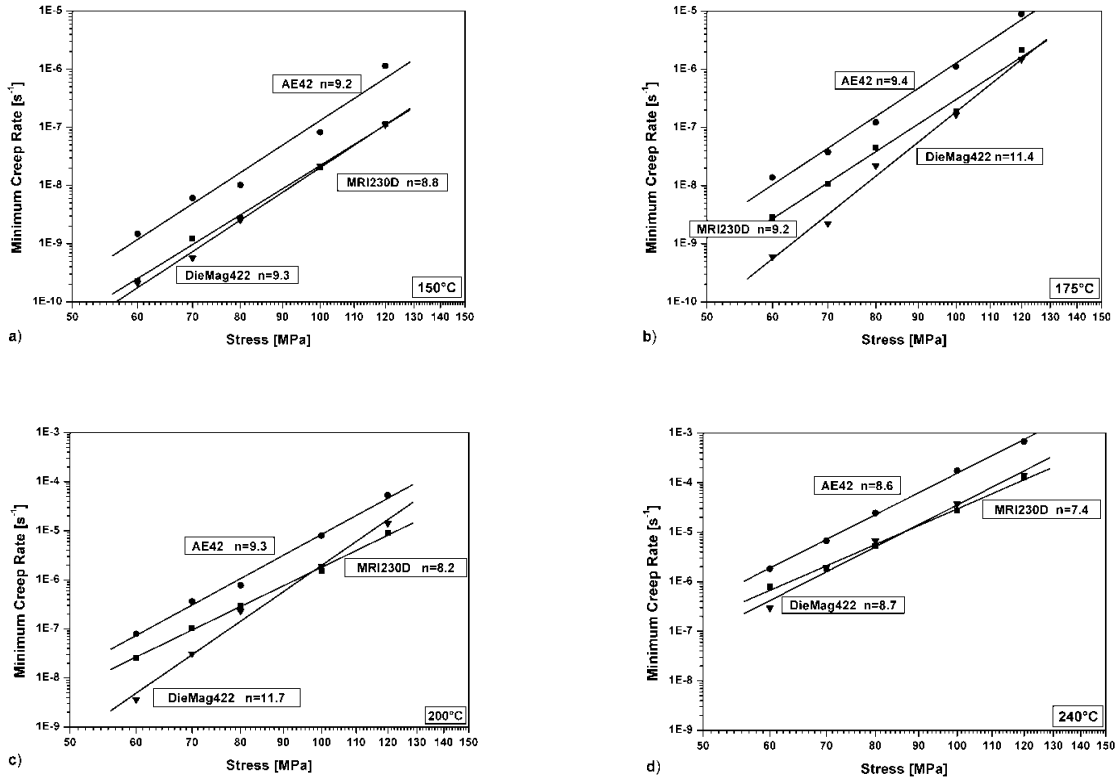 1E-5
1E-6
1E-7
1E-8
1E-9
1E-10
Minimum Creep Rate [s-1]
AE42 n=9.2
MRI230D n=8.8
DieMag422 n=9.3
150°C
50 60 70 80 90 100 110 120 130 140 150
Stress [MPa]
a)
1E-5
1E-6
1E-7
1E-8
1E-9
1E-10
Minimum Creep Rate [s-1]
AE42 n=9.4
DieMag422 n=11.4
MRI230D n=9.2
175°C
50 60 70 80 90 100 110 120 130 140 150
Stress [MPa]
b)
1E-3
1E-4
1E-5
1E-6
1E-7
1E-8
1E-9
Minimum Creep Rate [s-1]
AE42 n=9.3
MRI230D n=8.2
DieMag422 n=11.7
200°C
50 60 70 80 90 100 110 120 130 140 150
Stress [MPa]
c)
1E-3
1E-4
1E-5
1E-6
1E-7
1E-8
1E-9
Minimum Creep Rate [s-1]
AE42 n=8.6
MRI230D n=7.4
DieMag422 n=8.7
240°C
50 60 70 80 90 100 110 120 130 140 150
Stress [MPa]
d)